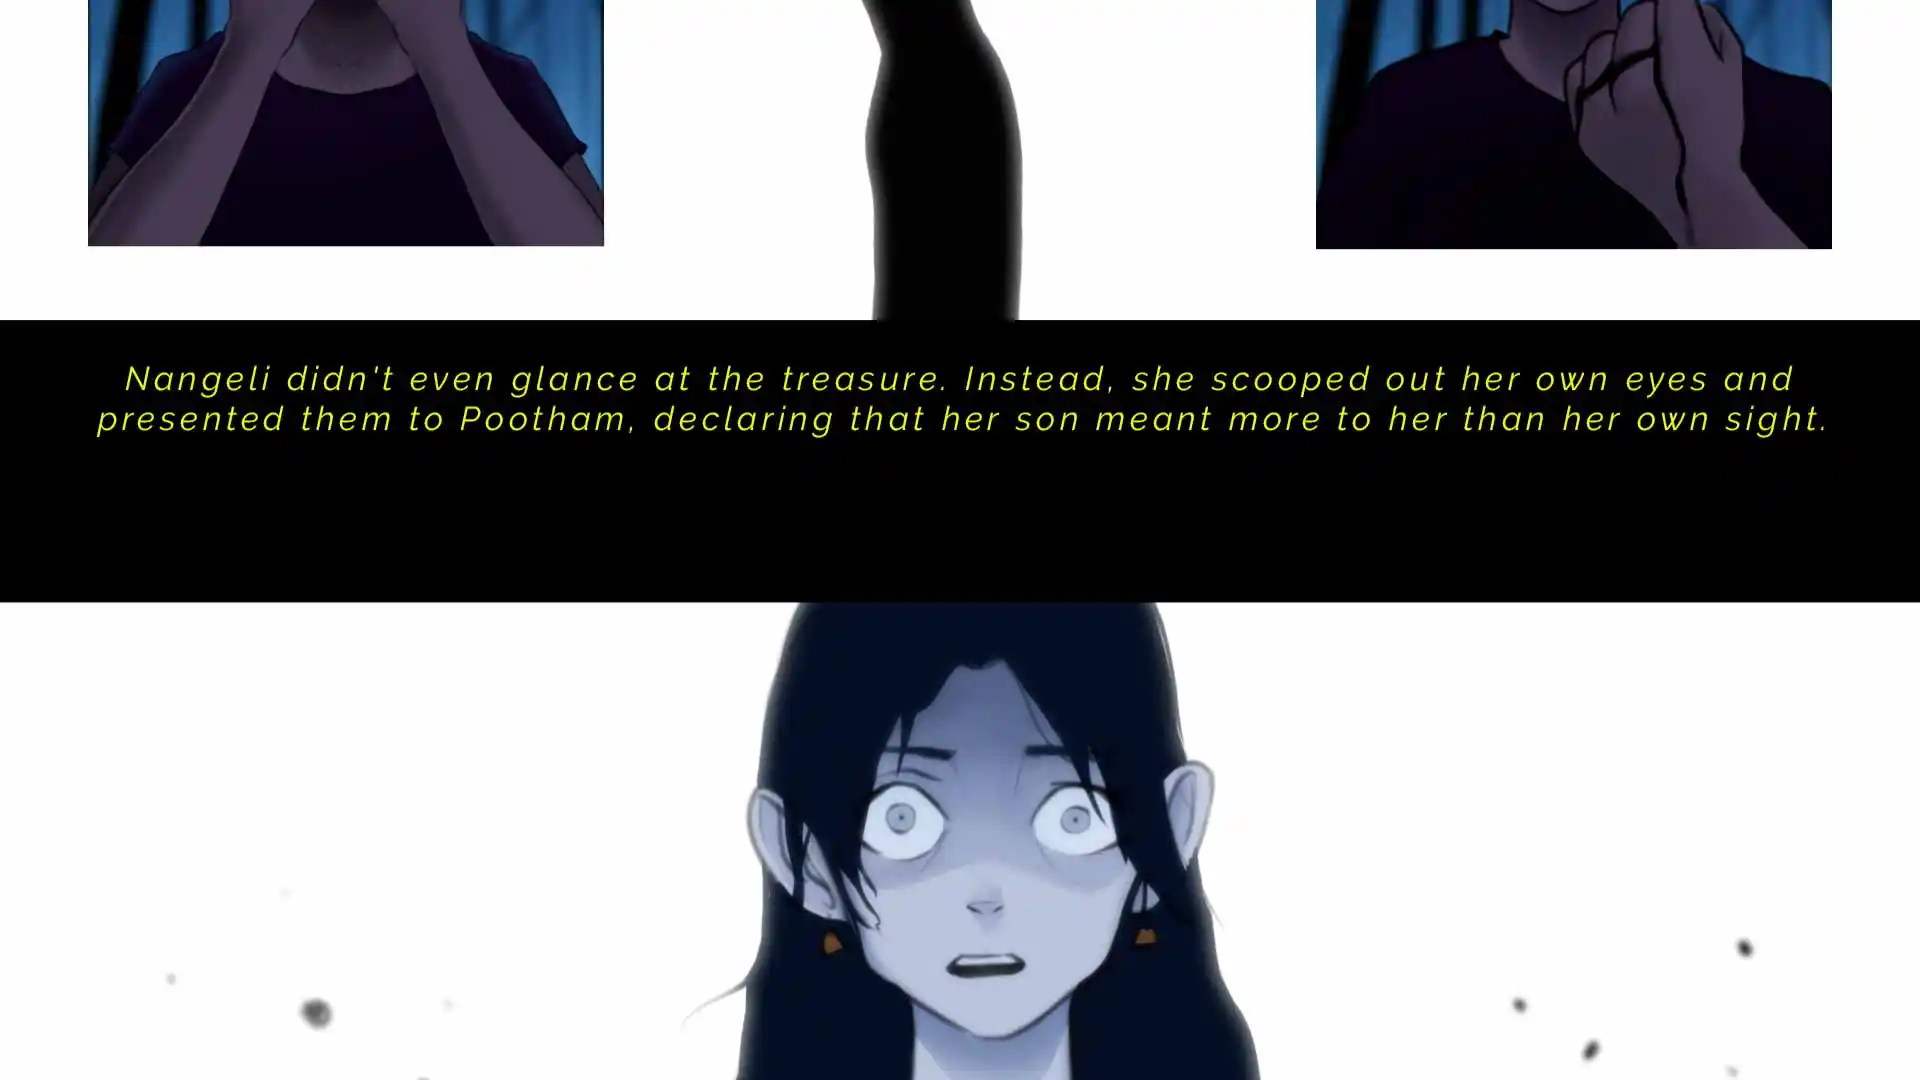 Nangeli didn't even glance at the treasure. Instead, she scooped out her own eyes and
presented them to Pootham, declaring that her son meant more to her than her own sight.